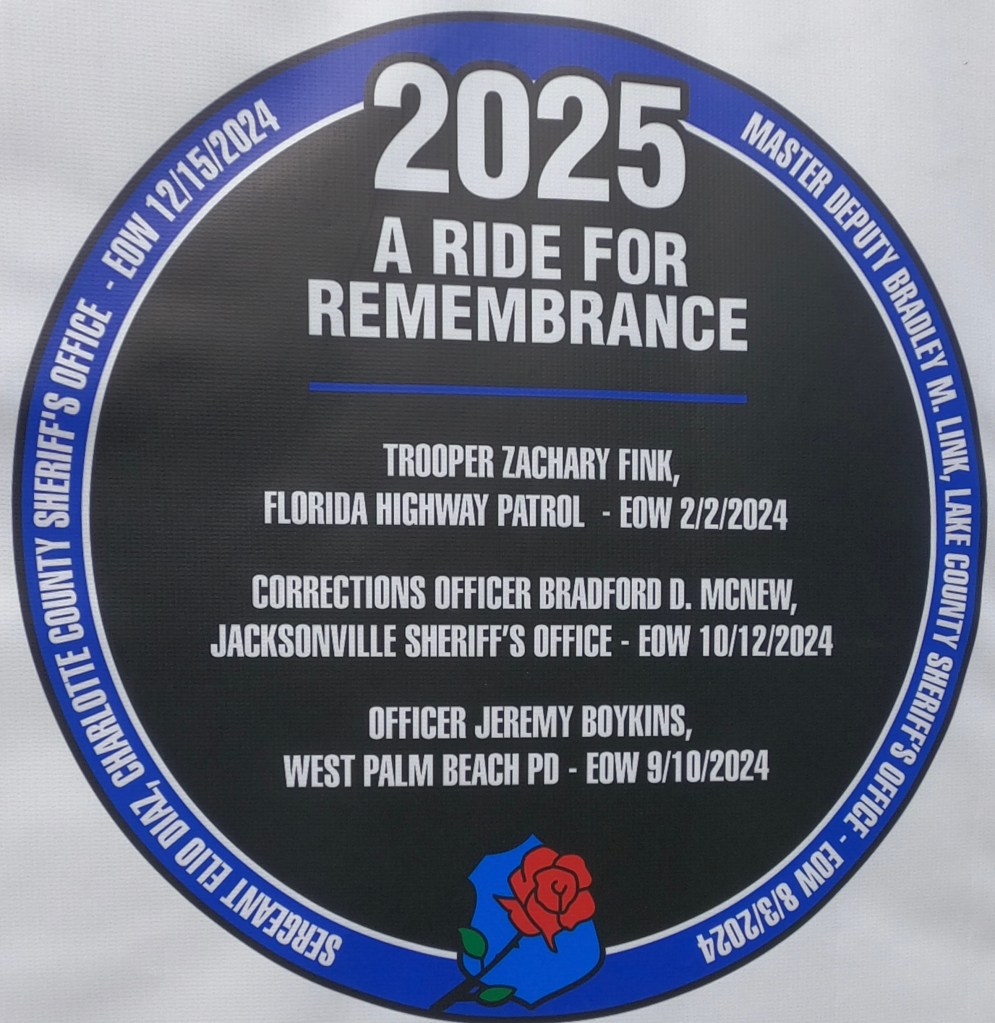 2025
A RIDE FOR
REMEMBRANCE
TROOPER ZACHARY FINK,
FLORIDA HIGHWAY PATROL - EOW 2/2/2024
CORRECTIONS OFFICER BRADFORD D. MCNEW,
JACKSONVILLE SHERIFF'S OFFICE - EOW 10/12/2024
OFFICER JEREMY BOYKINS,
WEST PALM BEACH PD - EOW 9/10/2024
SERGEANT ELIO DIAZ, CHARLOTTE COUNTY SHERIFF'S OFFICE - EOW 12/15/2024
MASTER DEPUTY BRADLEY M. LINK, LAKE COUNTY SHERIFF'S OFFICE - EOW 8/3/2024